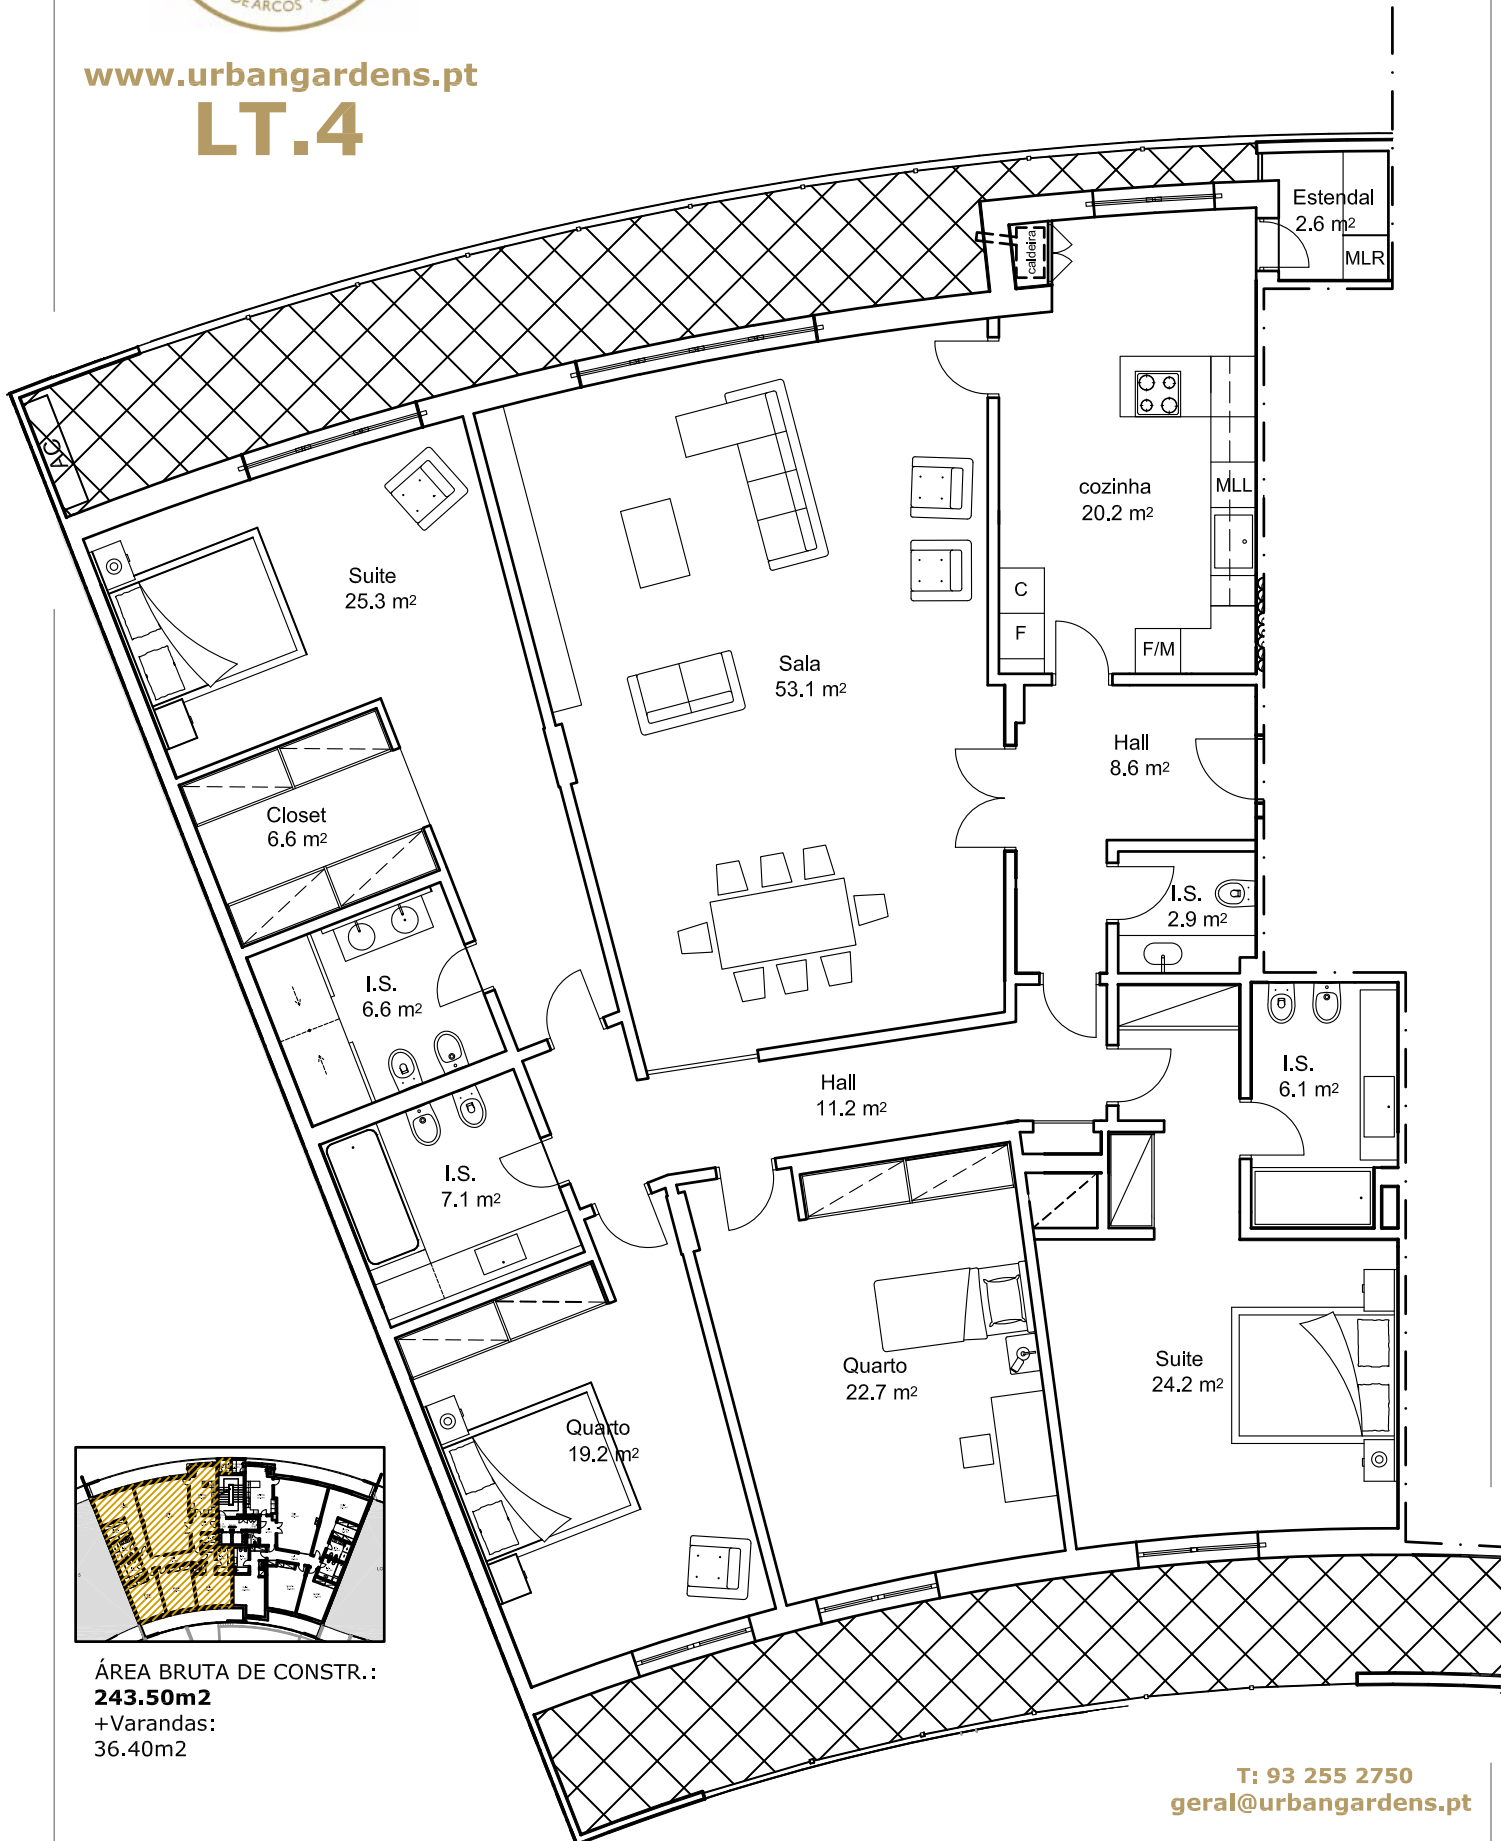 DE ARCOS
www.urbangardens.pt
LT.4
Estendal
2.6 m²
MLR
caldeira
AC
cozinha
20.2 m²
MLL
C
F
F/M
Suite
25.3 m²
Sala
53.1 m²
Hall
8.6 m²
Closet
6.6 m²
I.S.
2.9 m²
I.S.
6.6 m²
Hall
11.2 m²
I.S.
6.1 m²
I.S.
7.1 m²
Quarto
22.7 m²
Suite
24.2 m²
Quarto
19.2 m²
ÁREA BRUTA DE CONSTR.:
243.50m2
+Varandas:
36.40m2
T: 93 255 2750
geral@urbangardens.pt